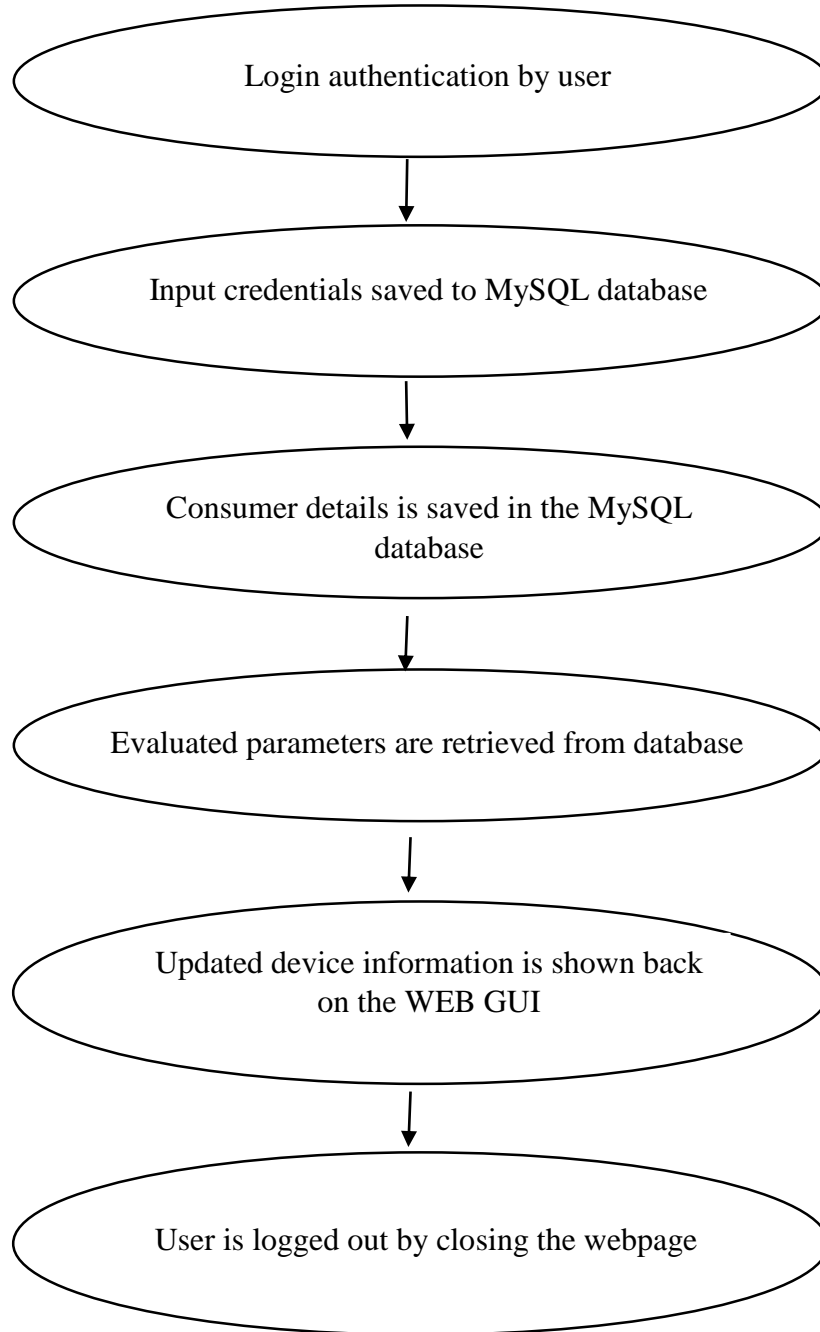 Login authentication by user
Input credentials saved to MySQL database
Consumer details is saved in the MySQL
database
Evaluated parameters are retrieved from database
Updated device information is shown back
on the WEB GUI
User is logged out by closing the webpage